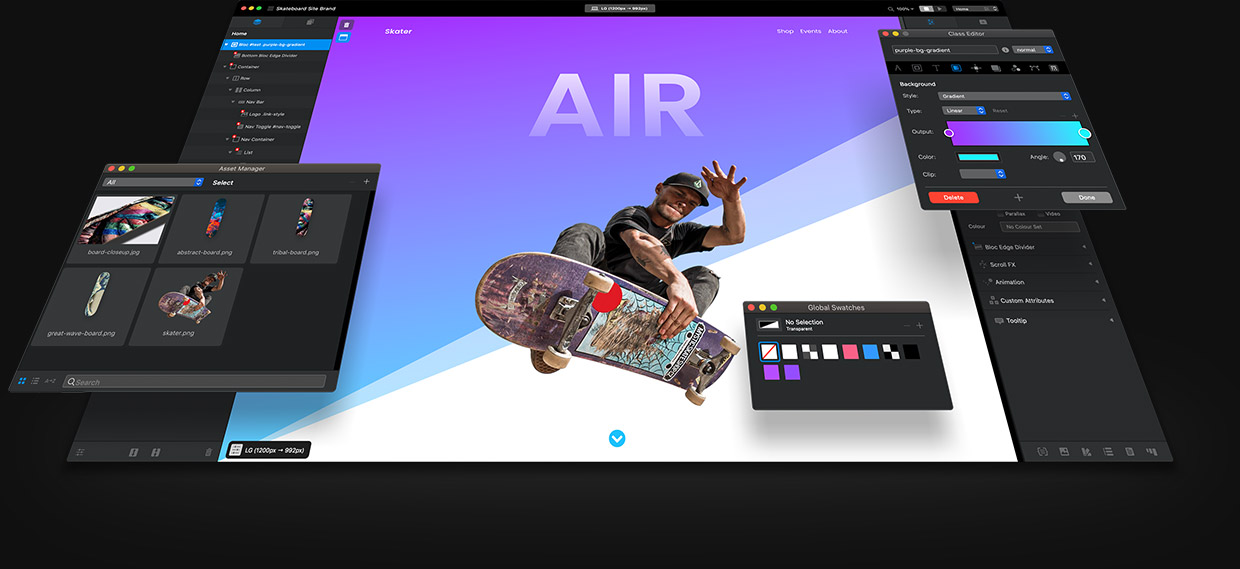 Skateboard Site Brand
LG (1200px → 992px)
100%
Home
Home
Bloc #test .purple-bg-gradient
Bottom Bloc Edge Divider
Container
Row
Column
Nav Bar
Logo .link-style
Nav Toggle #nav-toggle
Nav Container
List
Skater
Shop Events About
AIR
Class Editor
purple-bg-gradient
normal
Background
Style: Gradient
Type: Linear Reset
Output:
Color: Angle: 170
Clip:
Delete
Done
Parallax Video
Colour No Colour Set
Bloc Edge Divider
Scroll FX
Animation
Custom Attributes
Tooltip
Asset Manager
All Select
board-closeup.jpg
abstract-board.png
tribal-board.png
great-wave-board.png
skater.png
Search
Global Swatches
No Selection
Transparent
LG (1200px → 992px)